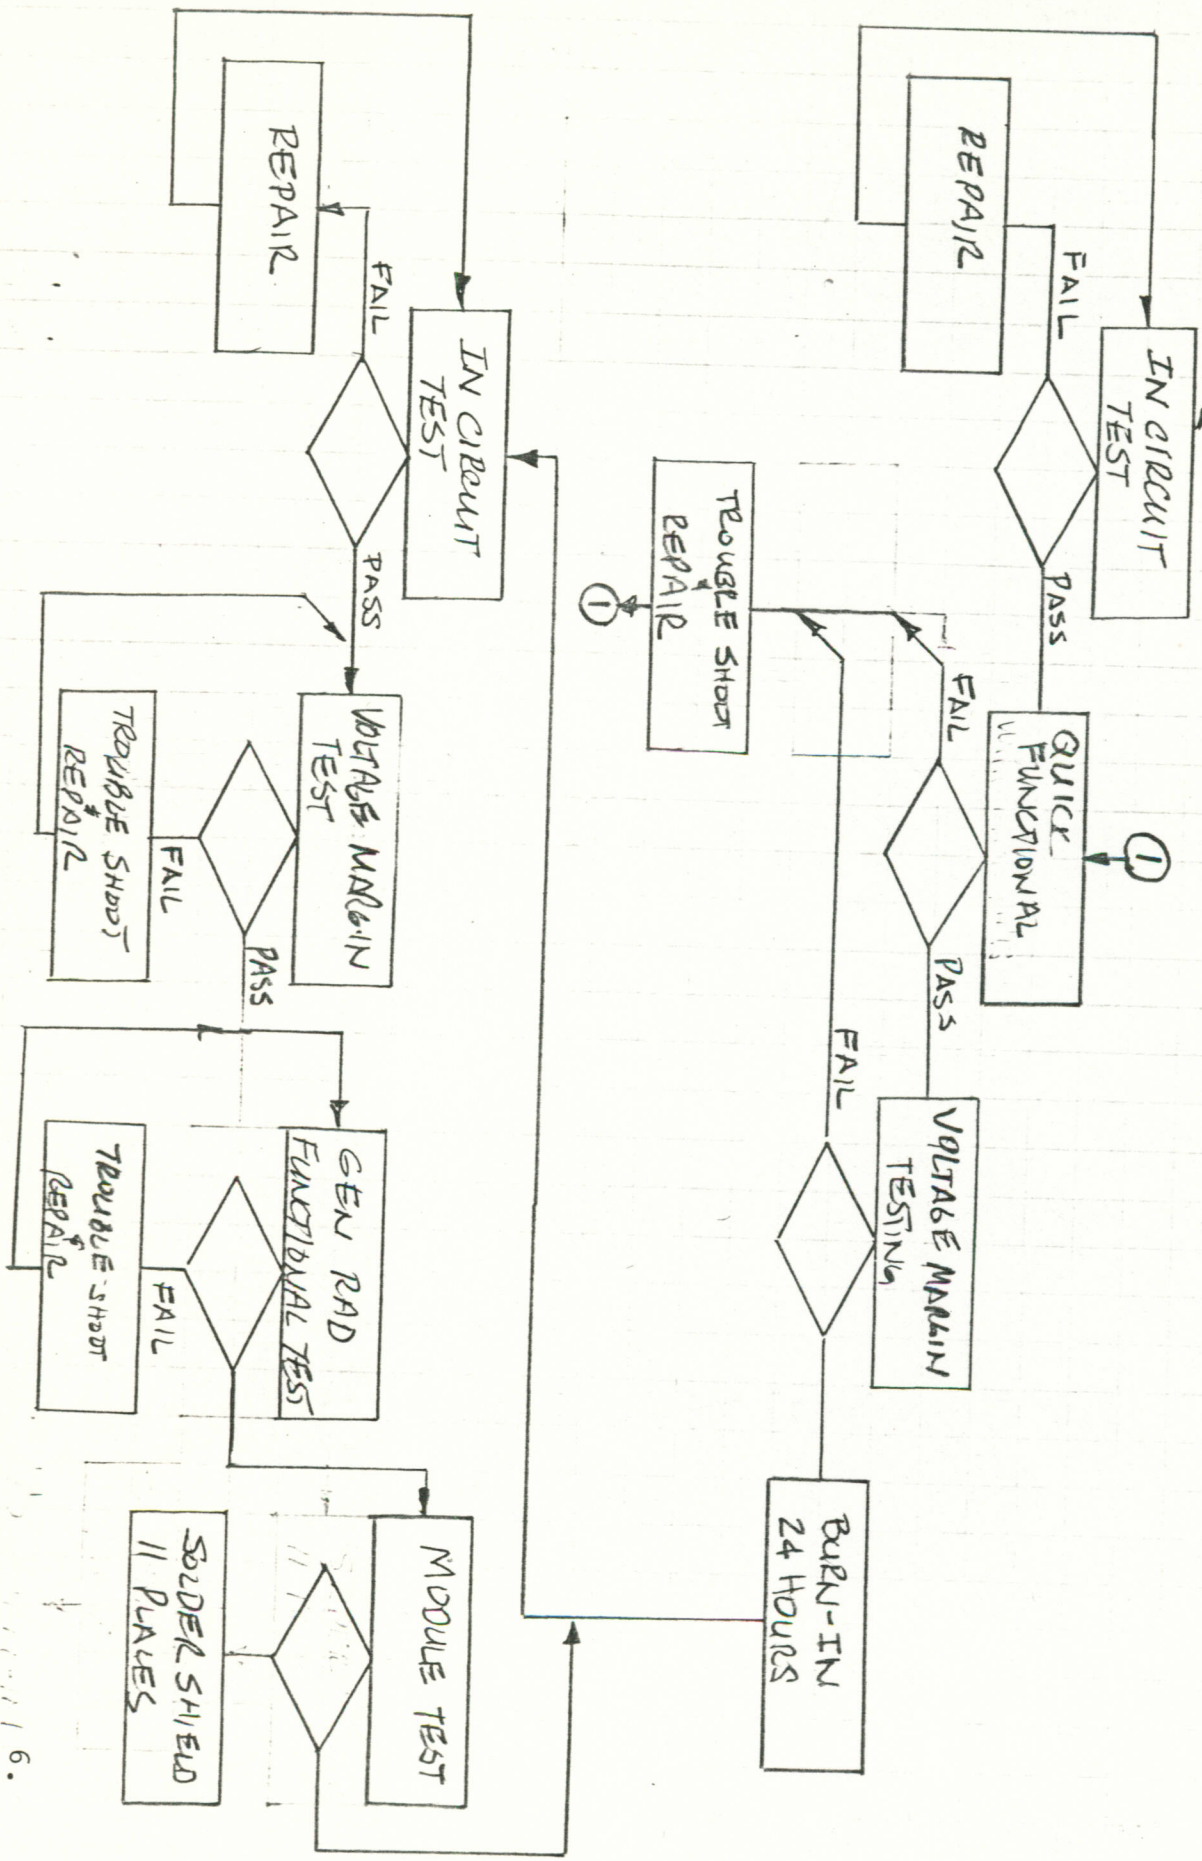 IN CIRCUIT
TEST
FAIL
REPAIR
PASS
1
QUICK
FUNCTIONAL
FAIL
PASS
TROUBLE SHOOT
&
REPAIR
1
VOLTAGE MARGIN
TESTING
FAIL
BURN-IN
24 HOURS
IN CIRCUIT
TEST
FAIL
REPAIR
PASS
VOLTAGE MARGIN
TEST
FAIL
TROUBLE SHOOT
&
REPAIR
PASS
GEN RAD
FUNCTIONAL TEST
FAIL
TROUBLE SHOOT
&
REPAIR
MODULE TEST
SOLDER SHIELD
11 PLACES
6.